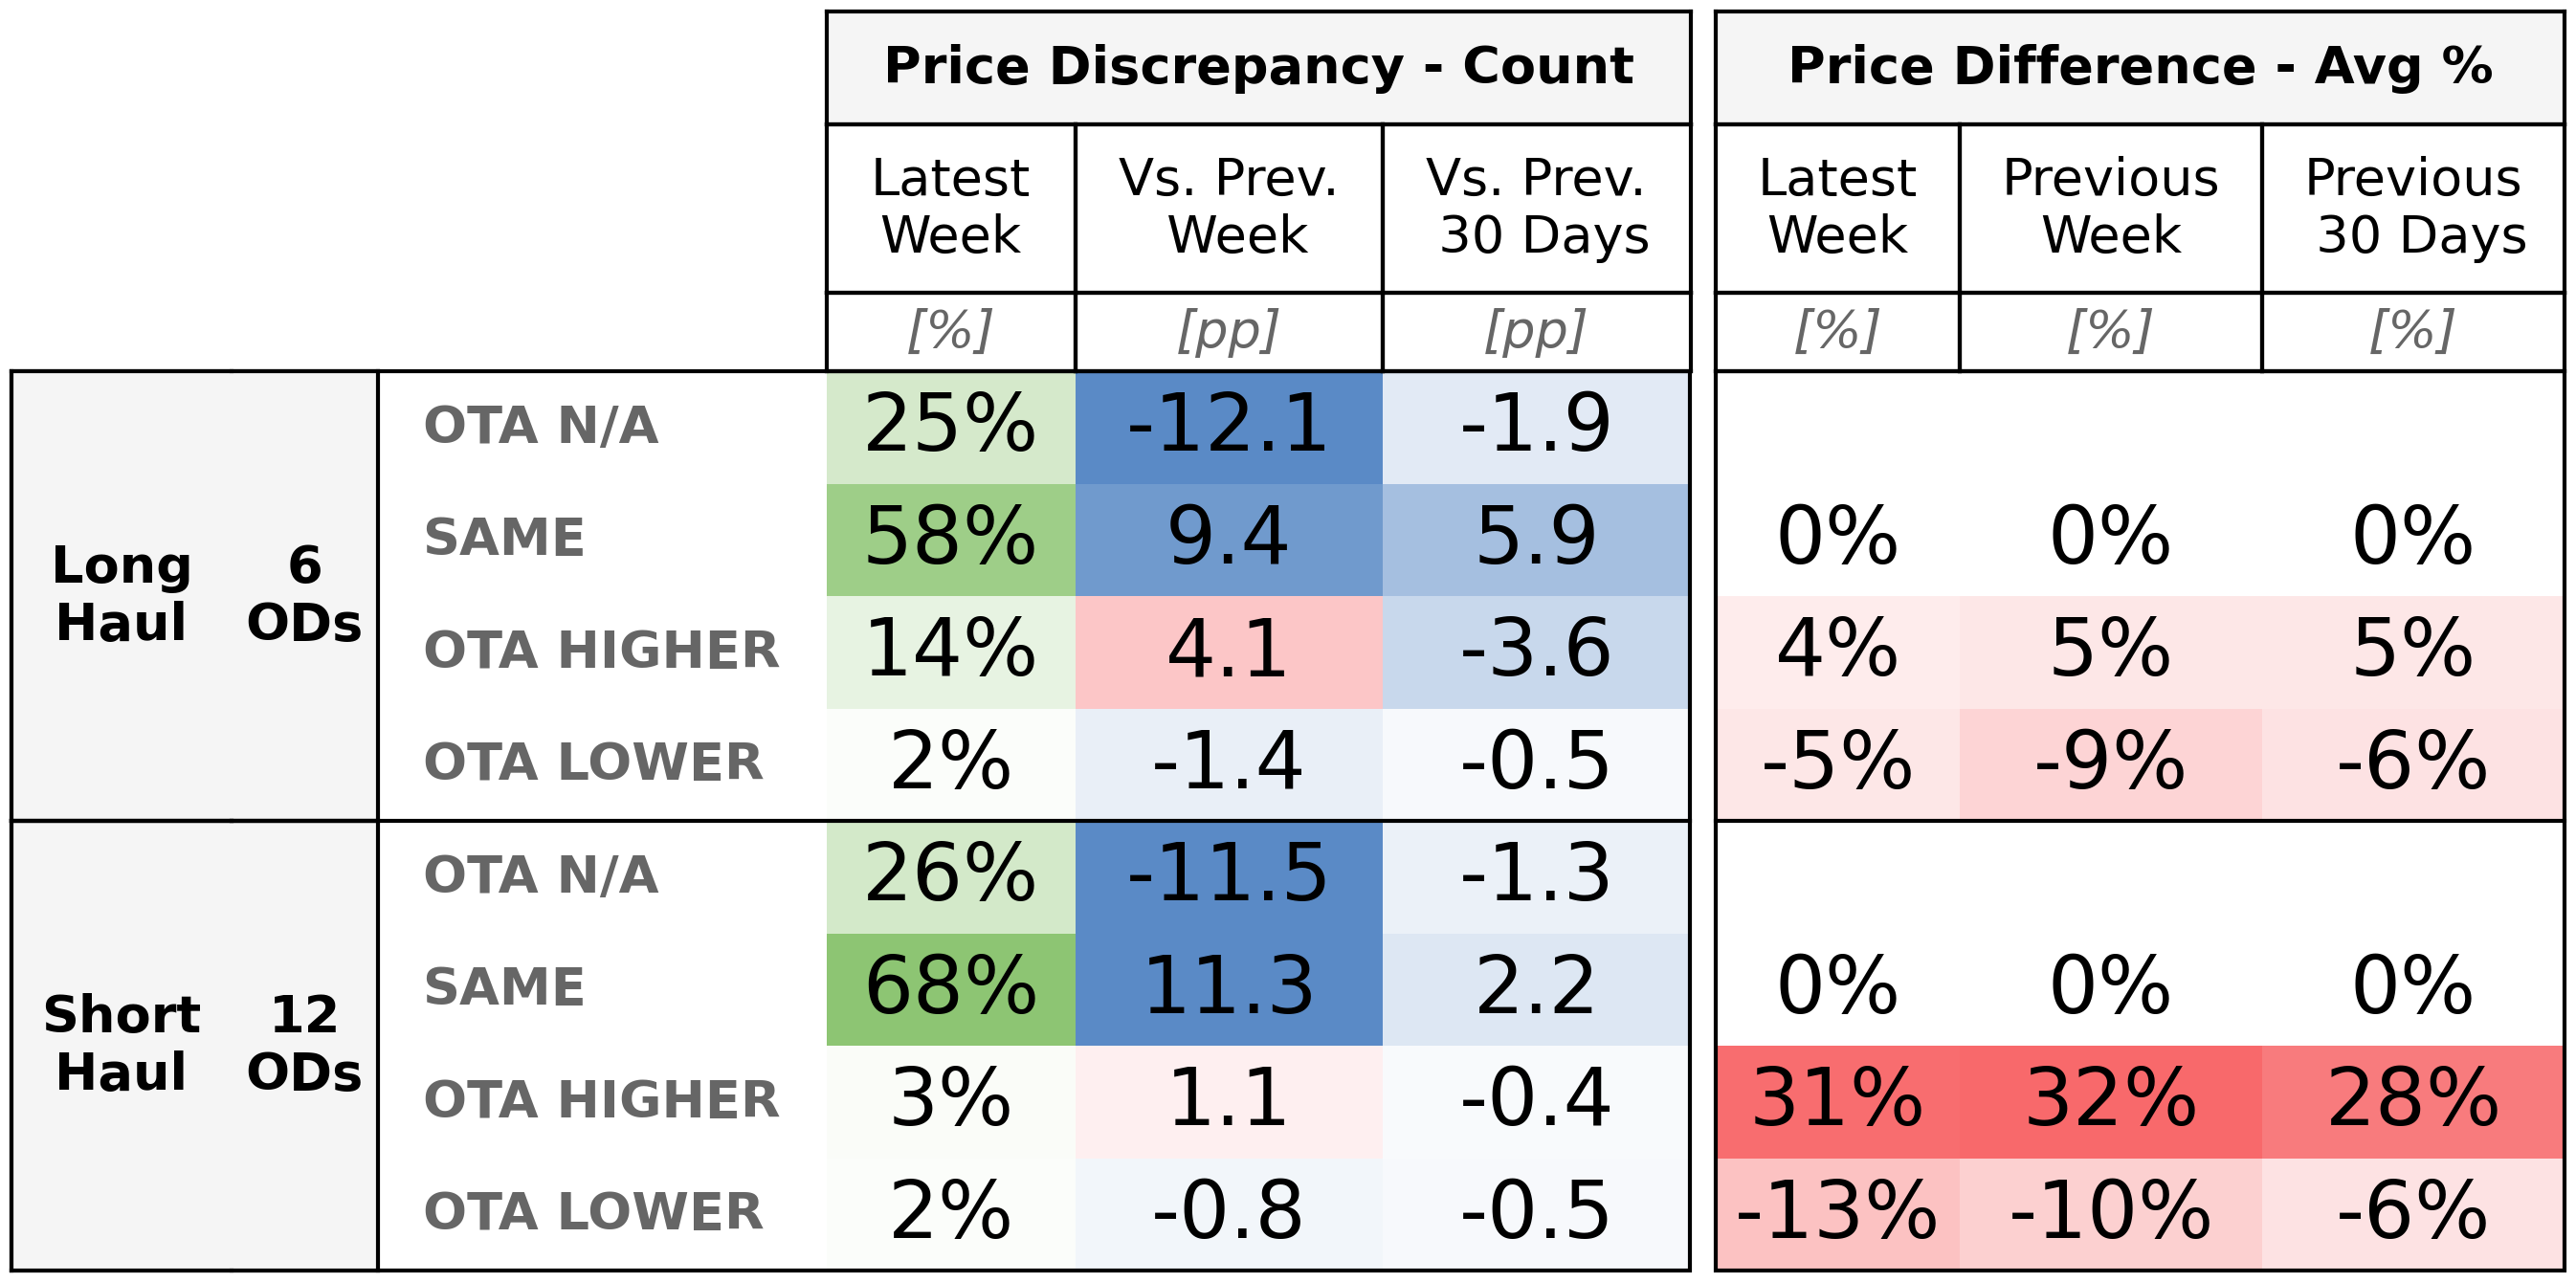 Price Discrepancy - Count Price Difference - Avg %
Latest Week Vs. Prev. Week Vs. Prev. 30 Days Latest Week Previous Week Previous 30 Days
[%] [pp] [pp] [%] [%] [%]
Long Haul 6 ODs
OTA N/A 25% -12.1 -1.9
SAME 58% 9.4 5.9 0% 0% 0%
OTA HIGHER 14% 4.1 -3.6 4% 5% 5%
OTA LOWER 2% -1.4 -0.5 -5% -9% -6%
Short Haul 12 ODs
OTA N/A 26% -11.5 -1.3
SAME 68% 11.3 2.2 0% 0% 0%
OTA HIGHER 3% 1.1 -0.4 31% 32% 28%
OTA LOWER 2% -0.8 -0.5 -13% -10% -6%